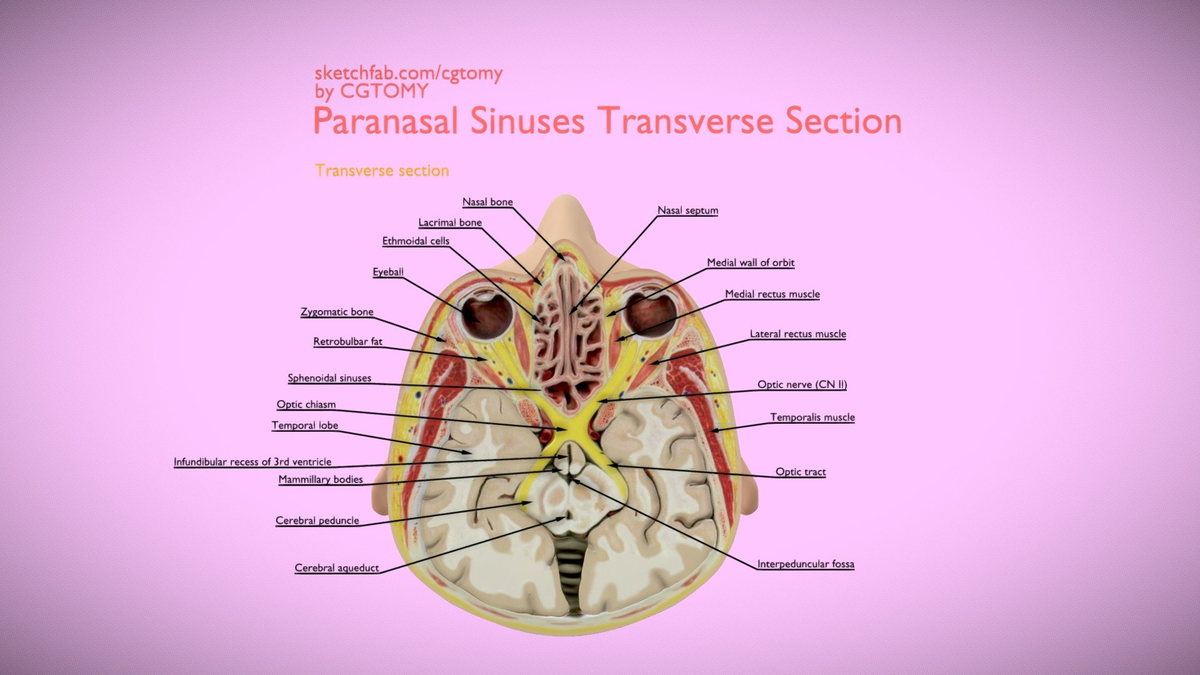 sketchfab.com/cgtomy
by CGTOMY
Paranasal Sinuses Transverse Section
Transverse section
Nasal bone
Nasal septum
Lacrimal bone
Ethmoidal cells
Medial wall of orbit
Eyeball
Medial rectus muscle
Zygomatic bone
Lateral rectus muscle
Retrobulbar fat
Sphenoidal sinuses
Optic nerve (CN II)
Optic chiasm
Temporalis muscle
Temporal lobe
Infundibular recess of 3rd ventricle
Optic tract
Mammillary bodies
Cerebral peduncle
Interpeduncular fossa
Cerebral aqueduct